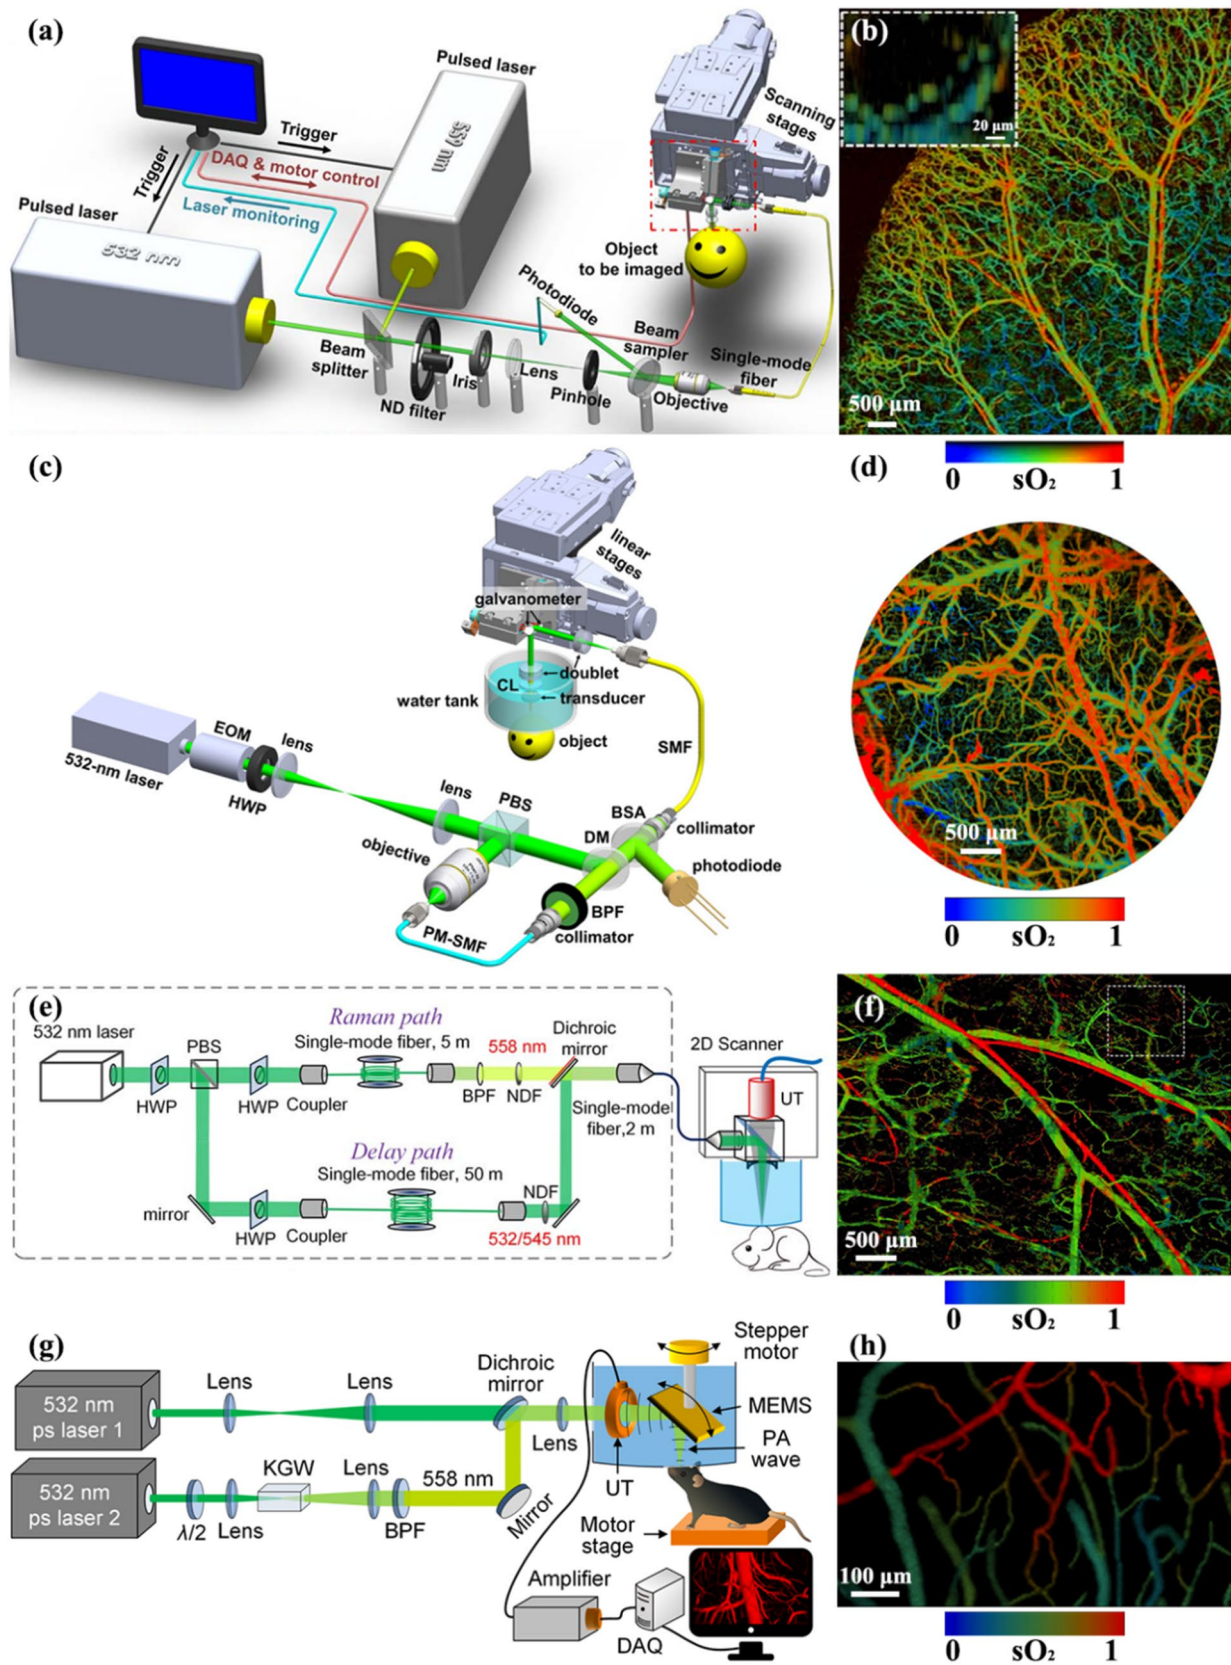 (a)
Pulsed laser
559 nm
Trigger
DAQ & motor control
Trigger
Laser monitoring
Pulsed laser
532 nm
Scanning
stages
Object
to be imaged
Photodiode
Beam
sampler
Single-mode
fiber
Beam
splitter
Iris
Lens
Pinhole
Objective
ND filter
(b)
20 μm
500 μm
0 sO₂ 1
(c)
linear
stages
galvanometer
doublet
CL
transducer
water tank
object
SMF
EOM
lens
532-nm laser
HWP
lens
PBS
BSA
DM
collimator
objective
photodiode
BPF
PM-SMF
collimator
(d)
500 μm
0 sO₂ 1
(e)
Raman path
532 nm laser
PBS
Single-mode fiber, 5 m
558 nm
Dichroic
mirror
2D Scanner
UT
HWP
HWP
Coupler
BPF
NDF
Single-mode
fiber,2 m
Delay path
Single-mode fiber, 50 m
mirror
HWP
Coupler
NDF
532/545 nm
(f)
500 μm
0 sO₂ 1
(g)
Stepper
motor
Dichroic
mirror
Lens
Lens
532 nm
ps laser 1
MEMS
Lens
PA
wave
UT
532 nm
ps laser 2
KGW
Lens
558 nm
λ/2
Lens
BPF
Mirror
Motor
stage
Amplifier
DAQ
(h)
100 μm
0 sO₂ 1